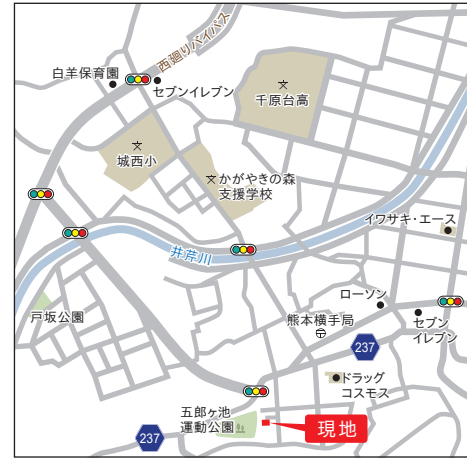 西廻りバイパス
白羊保育園
セブンイレブン
千原台高
城西小
かがやきの森
支援学校
イワサキ・エース
井芹川
戸坂公園
ローソン
熊本横手局
セブン
イレブン
237
ドラッグ
コスモス
五郎ヶ池
運動公園
現地
237